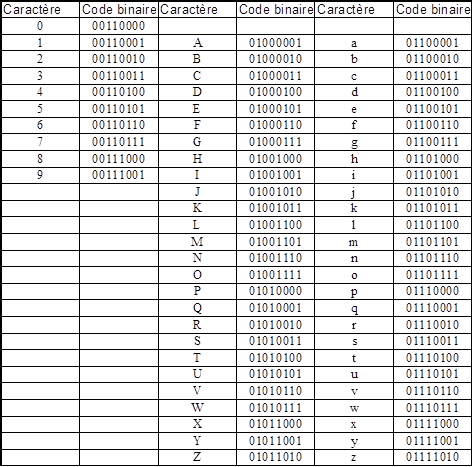 Caractère Code binaire Caractère Code binaire Caractère Code binaire
0 00110000
1 00110001 A 01000001 a 01100001
2 00110010 B 01000010 b 01100010
3 00110011 C 01000011 c 01100011
4 00110100 D 01000100 d 01100100
5 00110101 E 01000101 e 01100101
6 00110110 F 01000110 f 01100110
7 00110111 G 01000111 g 01100111
8 00111000 H 01001000 h 01101000
9 00111001 I 01001001 i 01101001
J 01001010 j 01101010
K 01001011 k 01101011
L 01001100 l 01101100
M 01001101 m 01101101
N 01001110 n 01101110
O 01001111 o 01101111
P 01010000 p 01110000
Q 01010001 q 01110001
R 01010010 r 01110010
S 01010011 s 01110011
T 01010100 t 01110100
U 01010101 u 01110101
V 01010110 v 01110110
W 01010111 w 01110111
X 01011000 x 01111000
Y 01011001 y 01111001
Z 01011010 z 01111010